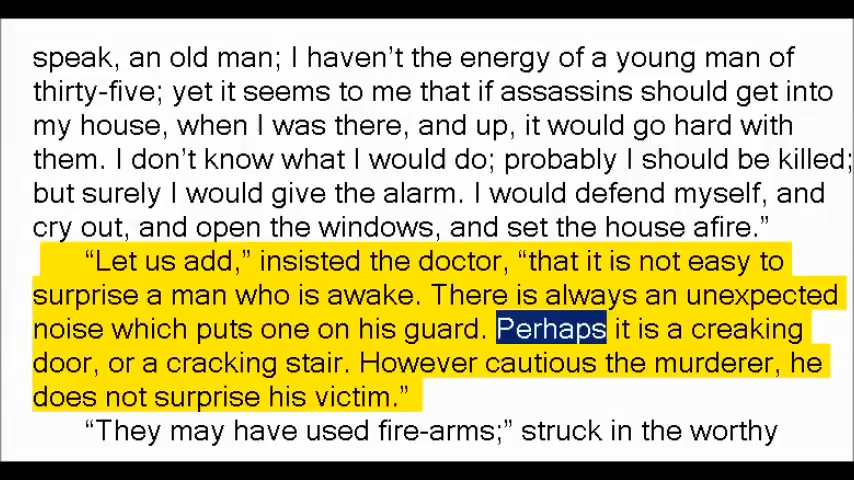 speak, an old man; I haven’t the energy of a young man of
thirty-five; yet it seems to me that if assassins should get into
my house, when I was there, and up, it would go hard with
them. I don’t know what I would do; probably I should be killed;
but surely I would give the alarm. I would defend myself, and
cry out, and open the windows, and set the house afire.”
“Let us add,” insisted the doctor, “that it is not easy to
surprise a man who is awake. There is always an unexpected
noise which puts one on his guard. Perhaps it is a creaking
door, or a cracking stair. However cautious the murderer, he
does not surprise his victim.”
“They may have used fire-arms;” struck in the worthy